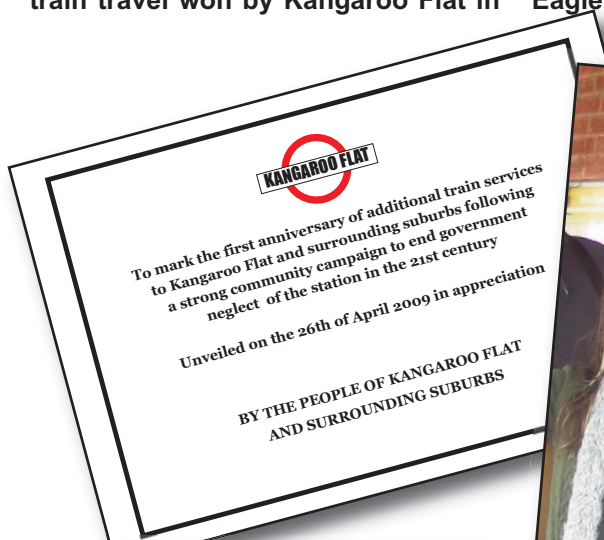 train travel won by Kangaroo Flat in Eagle
KANGAROO FLAT
To mark the first anniversary of additional train services
to Kangaroo Flat and surrounding suburbs following
a strong community campaign to end government
neglect of the station in the 21st century
Unveiled on the 26th of April 2009 in appreciation
BY THE PEOPLE OF KANGAROO FLAT
AND SURROUNDING SUBURBS